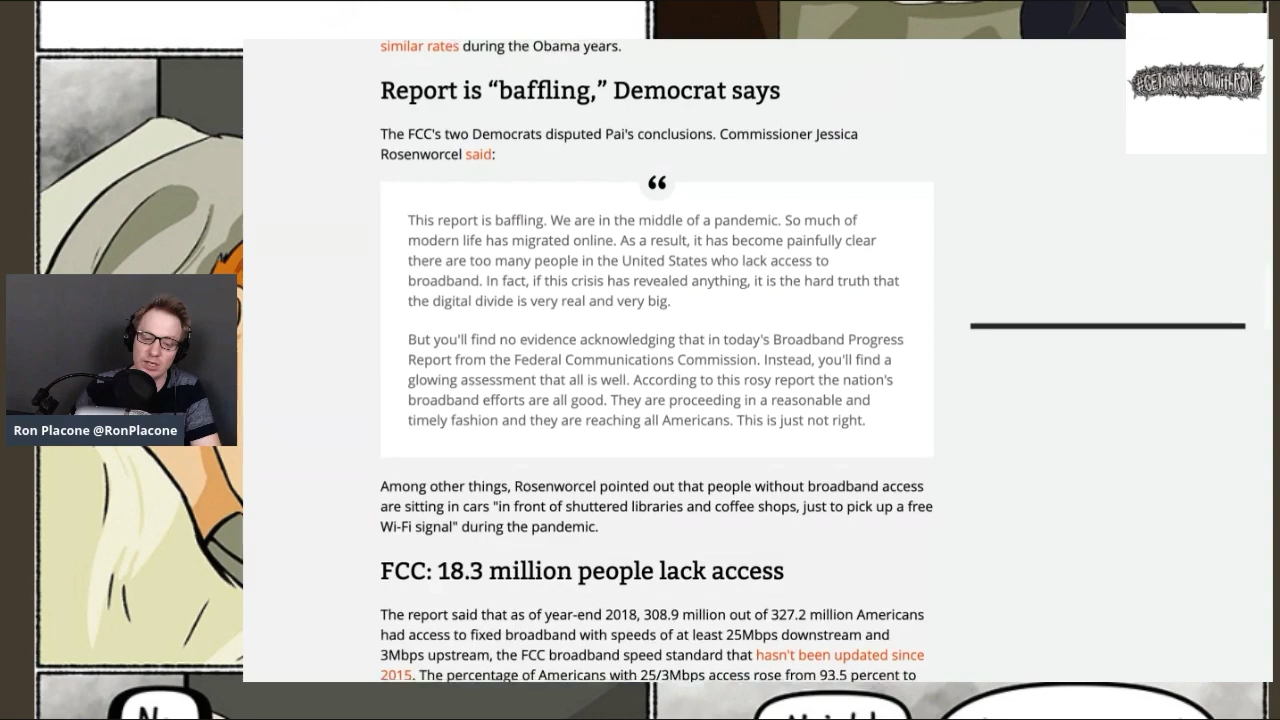 similar rates during the Obama years.
Report is “baffling,” Democrat says
The FCC's two Democrats disputed Pai's conclusions. Commissioner Jessica
Rosenworcel said:
“
This report is baffling. We are in the middle of a pandemic. So much of
modern life has migrated online. As a result, it has become painfully clear
there are too many people in the United States who lack access to
broadband. In fact, if this crisis has revealed anything, it is the hard truth that
the digital divide is very real and very big.
But you'll find no evidence acknowledging that in today's Broadband Progress
Report from the Federal Communications Commission. Instead, you'll find a
glowing assessment that all is well. According to this rosy report the nation's
broadband efforts are all good. They are proceeding in a reasonable and
timely fashion and they are reaching all Americans. This is just not right.
Among other things, Rosenworcel pointed out that people without broadband access
are sitting in cars "in front of shuttered libraries and coffee shops, just to pick up a free
Wi-Fi signal" during the pandemic.
FCC: 18.3 million people lack access
The report said that as of year-end 2018, 308.9 million out of 327.2 million Americans
had access to fixed broadband with speeds of at least 25Mbps downstream and
3Mbps upstream, the FCC broadband speed standard that hasn't been updated since
2015. The percentage of Americans with 25/3Mbps access rose from 93.5 percent to
#GETYOURNEWSONWITHRON
Ron Placone @RonPlacone